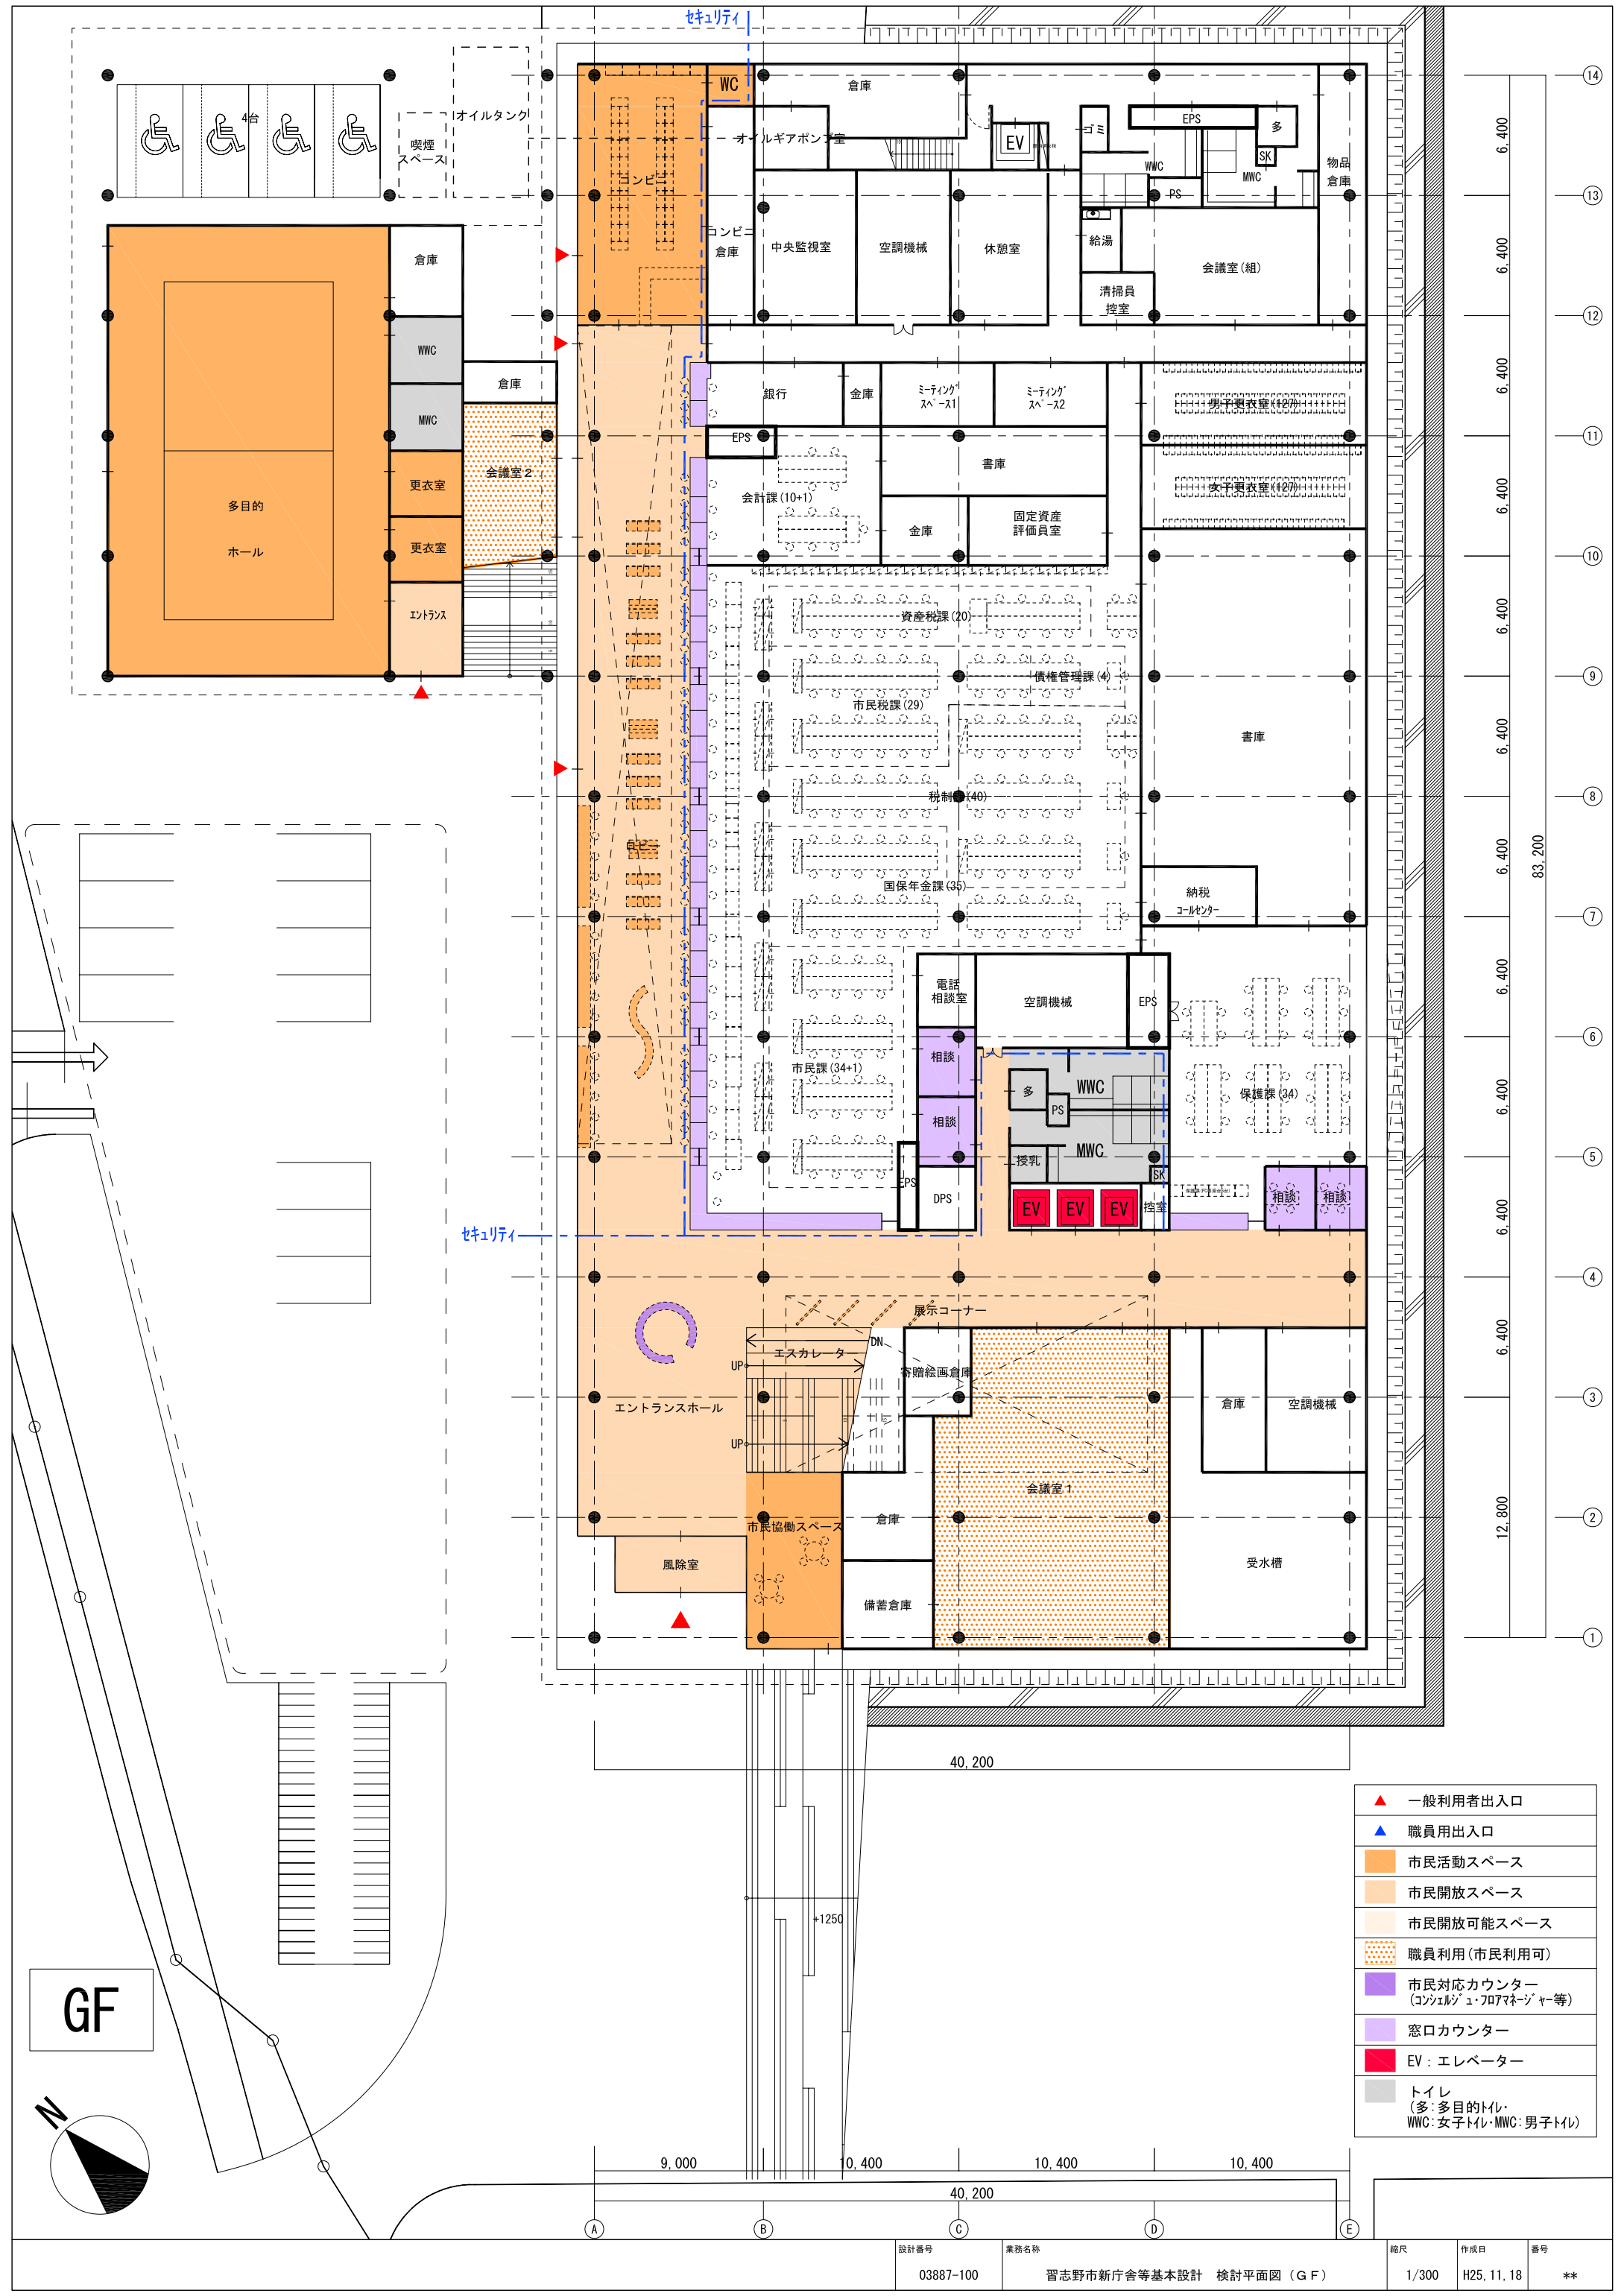 セキュリティ
WC
倉庫
4台
オイルタンク
喫煙
スペース
オイルギアポンプ室
EV
ゴミ
EPS
多
SK
WWC
MWC
PS
物品
倉庫
コンビニ
コンビニ
倉庫
中央監視室
空調機械
休憩室
給湯
会議室(組)
清掃員
控室
倉庫
WWC
MWC
倉庫
会議室2
更衣室
更衣室
エントランス
多目的
ホール
銀行
金庫
ミーティング
スペース1
ミーティング
スペース2
男子更衣室(127)
EPS
書庫
会計課(10+1)
女子更衣室(127)
金庫
固定資産
評価員室
資産税課(20)
債権管理課(4)
市民税課(29)
書庫
税制課(40)
ロビー
国保年金課(35)
納税
コールセンター
電話
相談室
空調機械
EPS
相談
市民課(34+1)
多
WWC
PS
保護課(34)
相談
MWC
授乳
SK
EPS
DPS
EV
EV
EV
控室
相談
相談
セキュリティ
展示コーナー
DN
エスカレーター
UP
寄贈絵画倉庫
エントランスホール
倉庫
空調機械
UP
会議室1
市民協働スペース
倉庫
風除室
受水槽
備蓄倉庫
14
13
12
11
10
9
8
7
6
5
4
3
2
1
6,400
6,400
6,400
6,400
6,400
6,400
6,400
6,400
6,400
6,400
6,400
12,800
83,200
40,200
+1250
一般利用者出入口
職員用出入口
市民活動スペース
市民開放スペース
市民開放可能スペース
職員利用(市民利用可)
市民対応カウンター
(コンシェルジュ・フロアマネージャー等)
窓口カウンター
EV:エレベーター
トイレ
(多:多目的トイレ・
WWC:女子トイレ・MWC:男子トイレ)
GF
N
9,000
10,400
10,400
10,400
40,200
A
B
C
D
E
設計番号
03887-100
業務名称
習志野市新庁舎等基本設計 検討平面図(GF)
縮尺
1/300
作成日
H25,11,18
番号
**